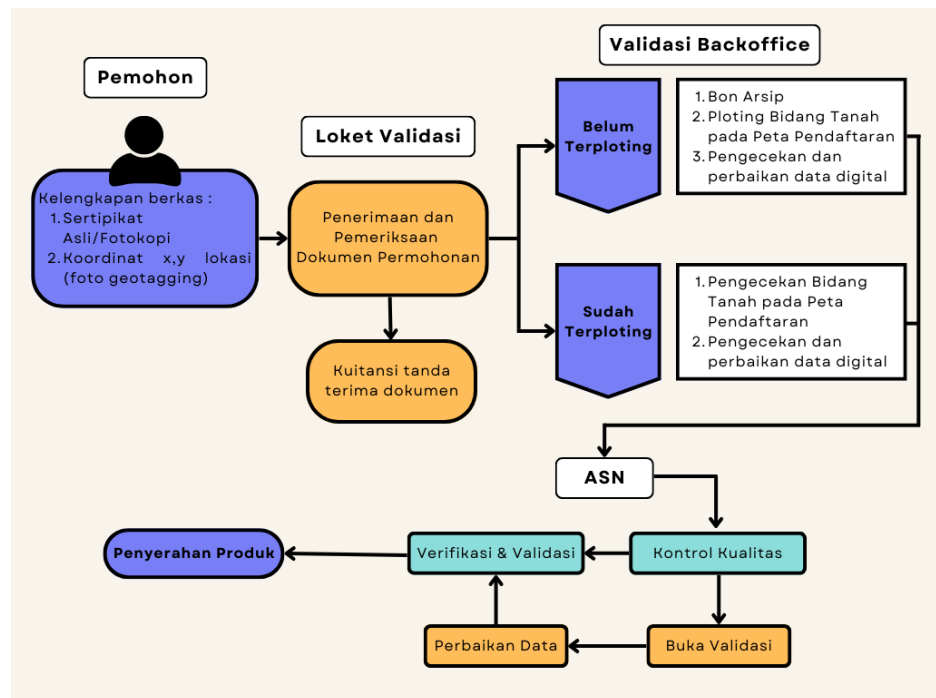 Pemohon
Kelengkapan berkas :
1. Sertipikat
Asli/Fotokopi
2. Koordinat x,y lokasi
(foto geotagging)
Loket Validasi
Penerimaan dan
Pemeriksaan
Dokumen Permohonan
Kuitansi tanda
terima dokumen
Validasi Backoffice
Belum
Terploting
1. Bon Arsip
2. Ploting Bidang Tanah
pada Peta Pendaftaran
3. Pengecekan dan
perbaikan data digital
Sudah
Terploting
1. Pengecekan Bidang
Tanah pada Peta
Pendaftaran
2. Pengecekan dan
perbaikan data digital
ASN
Kontrol Kualitas
Verifikasi & Validasi
Penyerahan Produk
Buka Validasi
Perbaikan Data